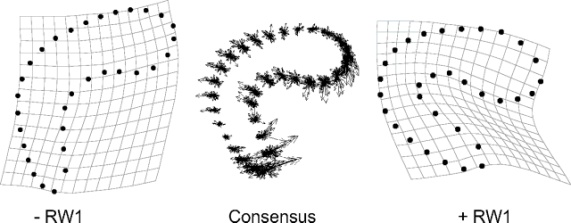 - RW1 Consensus + RW1